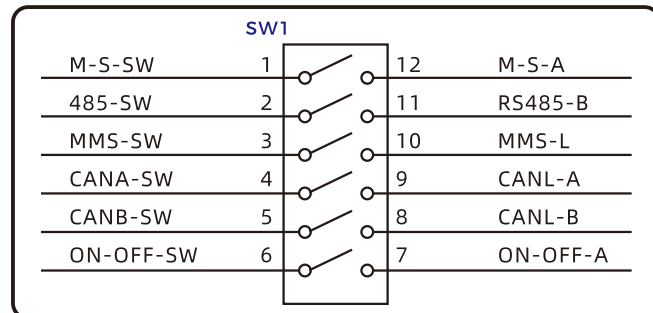 SW1
M-S-SW 1 12 M-S-A
485-SW 2 11 RS485-B
MMS-SW 3 10 MMS-L
CANA-SW 4 9 CANL-A
CANB-SW 5 8 CANL-B
ON-OFF-SW 6 7 ON-OFF-A